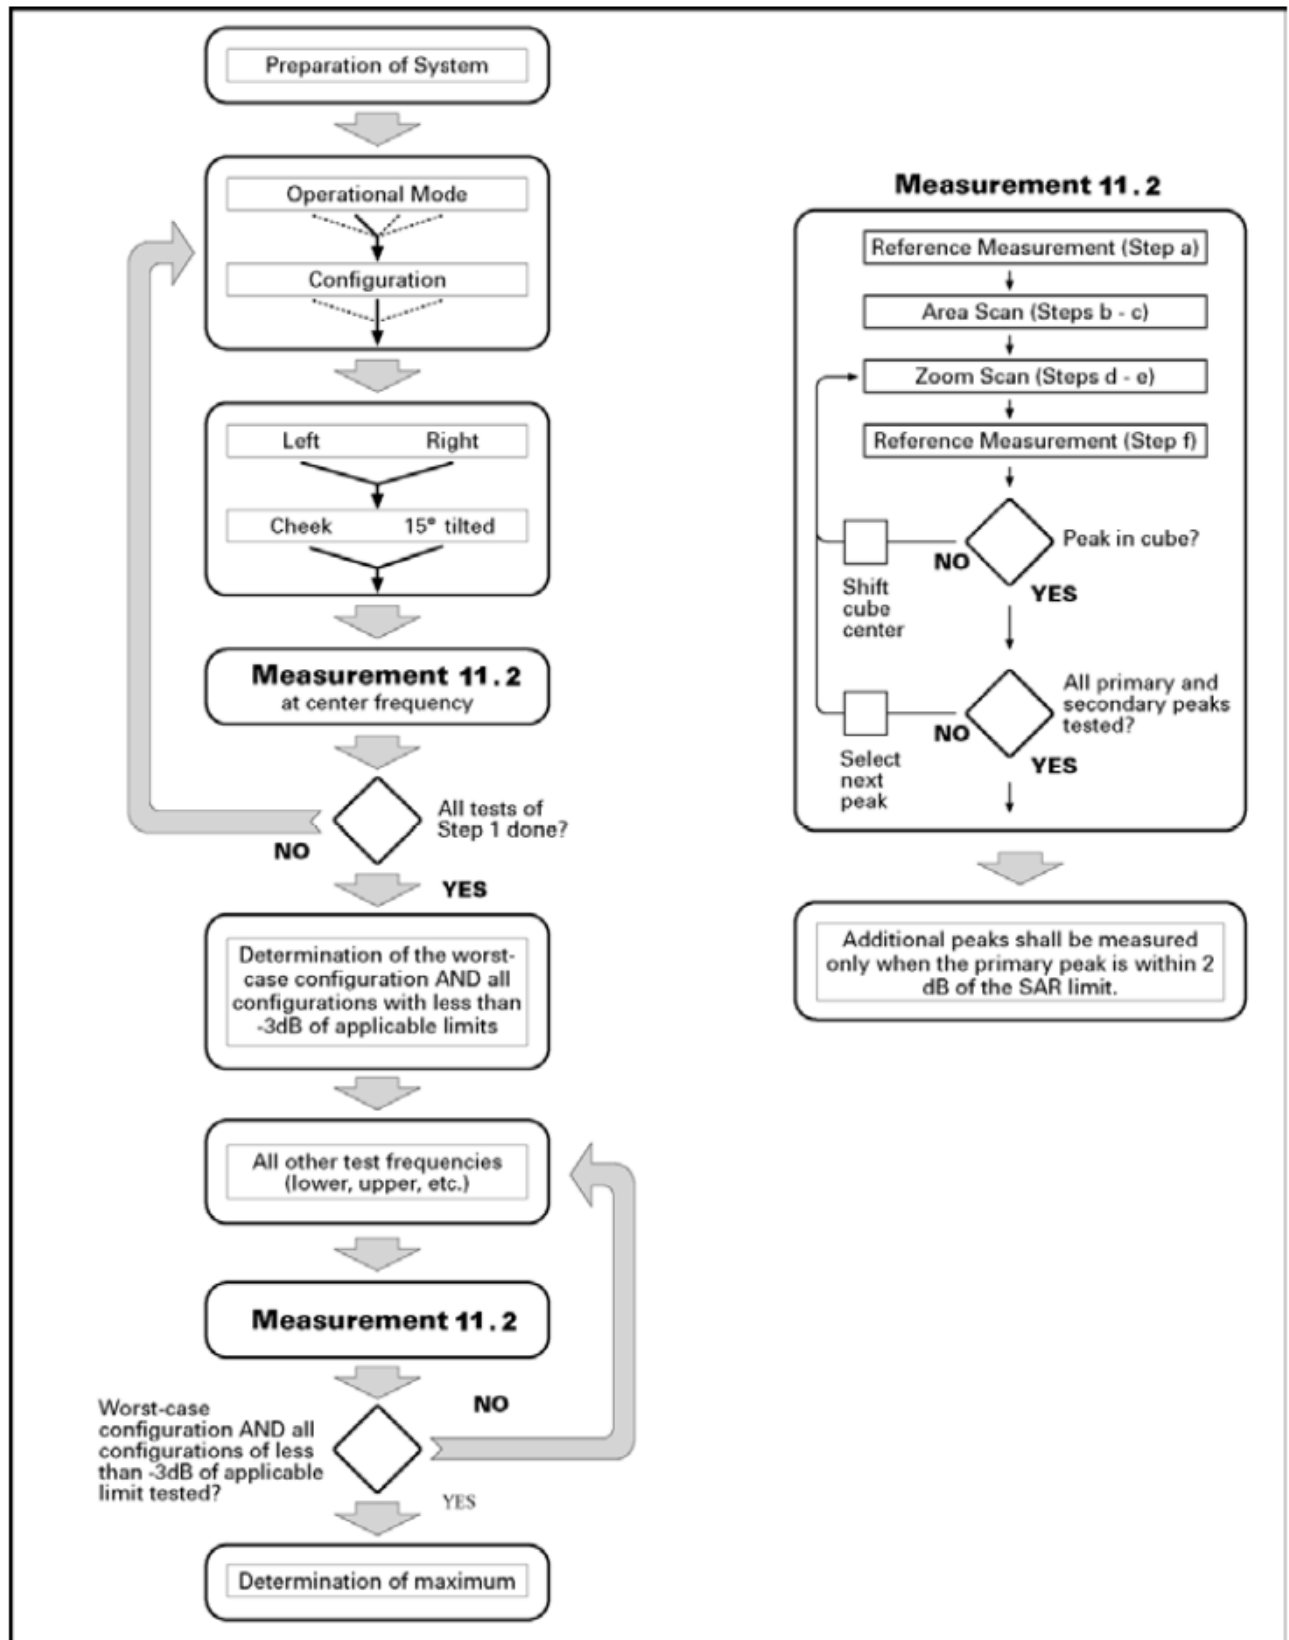 Preparation of System
Operational Mode
Configuration
Left Right
Cheek 15° tilted
Measurement 11.2
at center frequency
All tests of
Step 1 done?
NO
YES
Determination of the worst-
case configuration AND all
configurations with less than
-3dB of applicable limits
All other test frequencies
(lower, upper, etc.)
Measurement 11.2
NO
Worst-case
configuration AND all
configurations of less
than -3dB of applicable
limit tested?
YES
Determination of maximum
Measurement 11.2
Reference Measurement (Step a)
Area Scan (Steps b - c)
Zoom Scan (Steps d - e)
Reference Measurement (Step f)
Peak in cube?
NO
YES
Shift
cube
center
All primary and
secondary peaks
tested?
NO
YES
Select
next
peak
Additional peaks shall be measured
only when the primary peak is within 2
dB of the SAR limit.